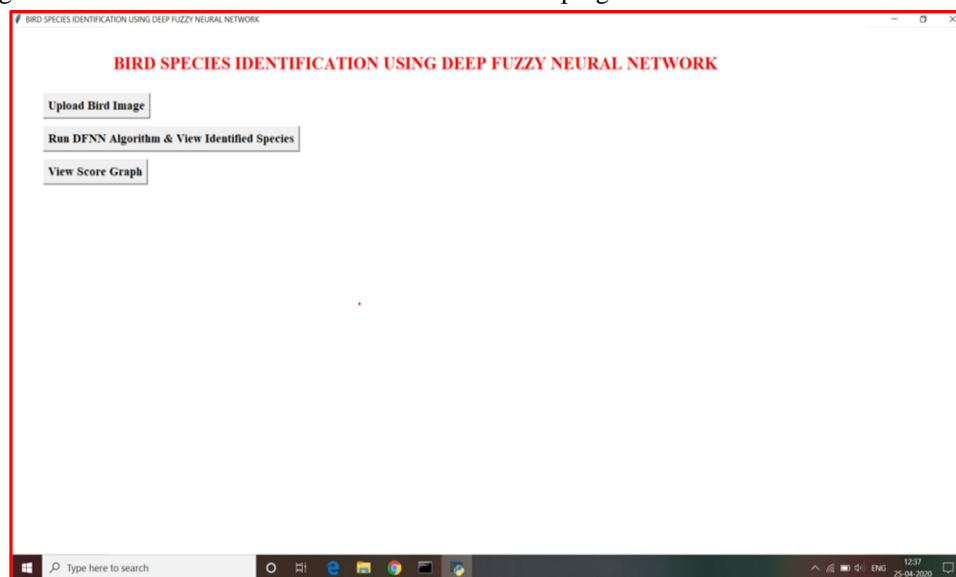 BIRD SPECIES IDENTIFICATION USING DEEP FUZZY NEURAL NETWORK
BIRD SPECIES IDENTIFICATION USING DEEP FUZZY NEURAL NETWORK
Upload Bird Image
Run DFNN Algorithm & View Identified Species
View Score Graph
Type here to search
ENG
12:37
25-04-2020